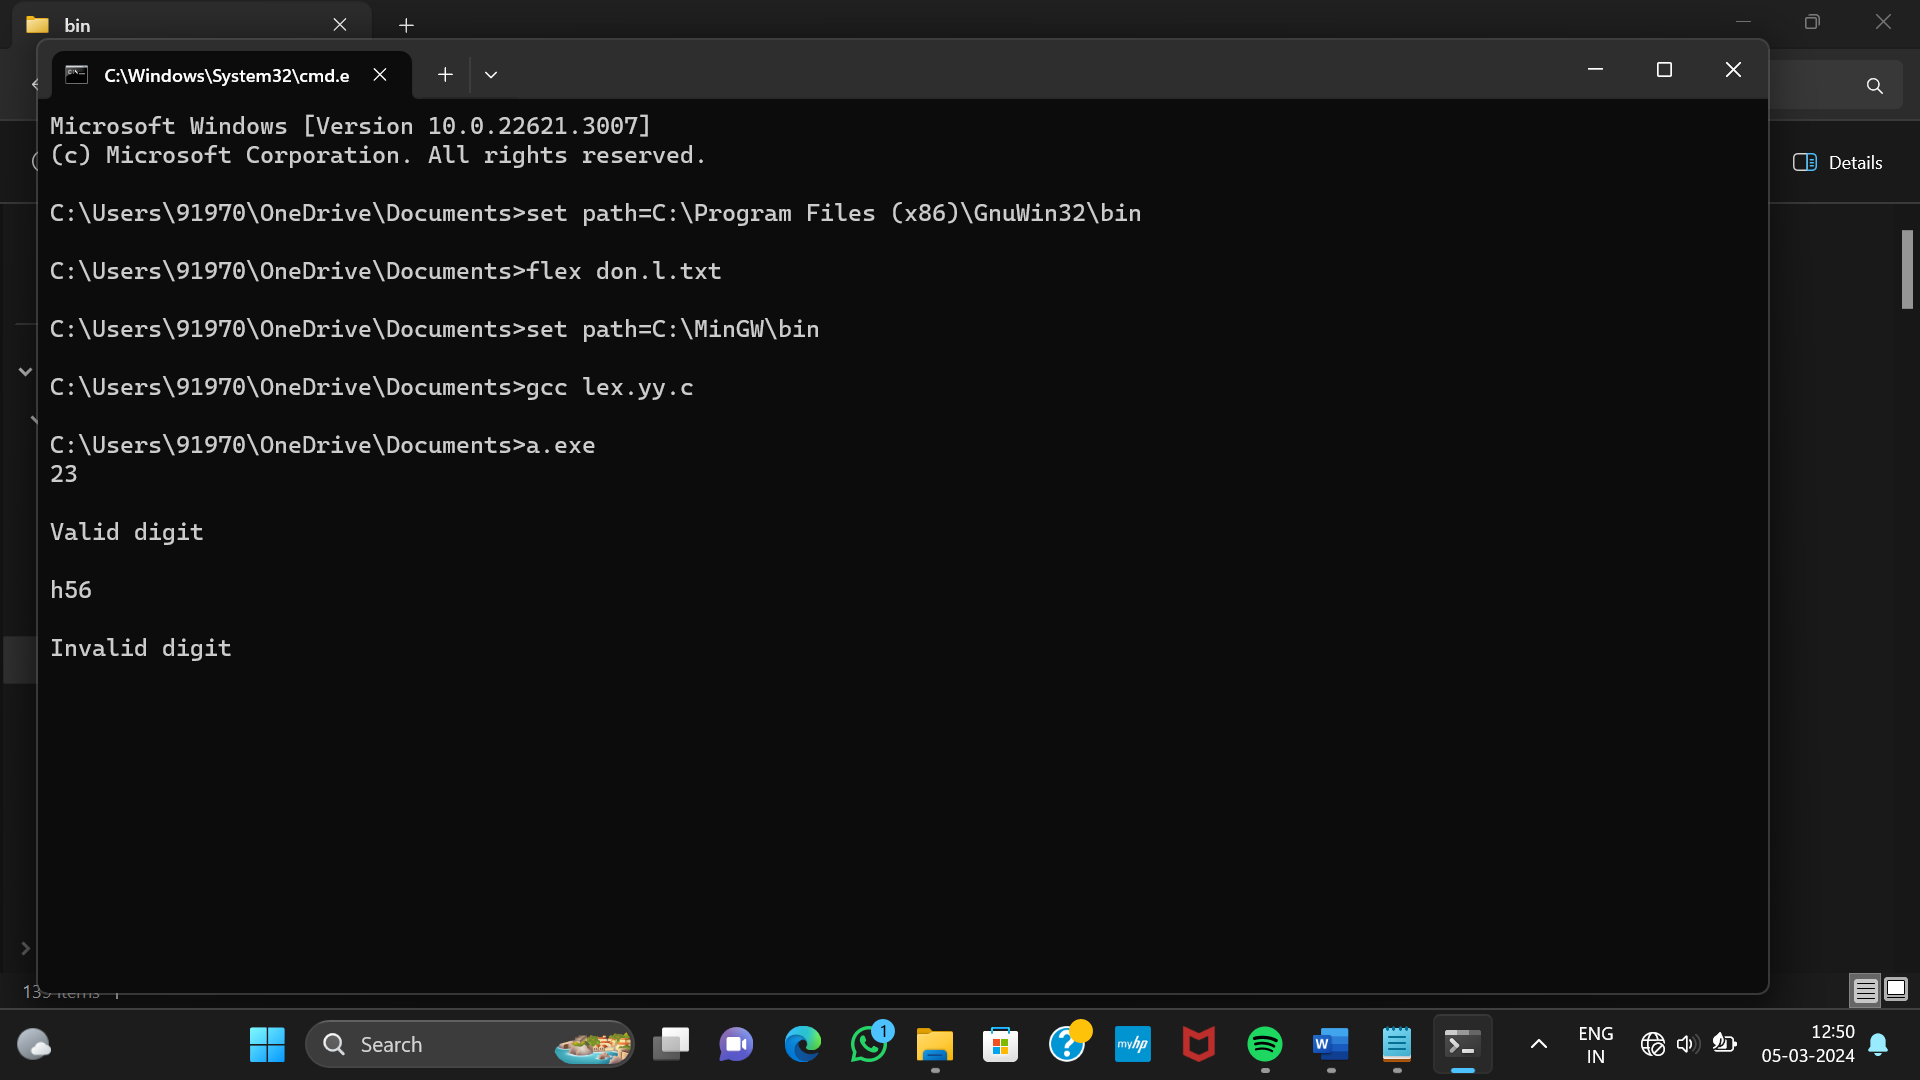 bin
C:\Windows\System32\cmd.e
Microsoft Windows [Version 10.0.22621.3007]
(c) Microsoft Corporation. All rights reserved.
C:\Users\91970\OneDrive\Documents>set path=C:\Program Files (x86)\GnuWin32\bin
C:\Users\91970\OneDrive\Documents>flex don.l.txt
C:\Users\91970\OneDrive\Documents>set path=C:\MinGW\bin
C:\Users\91970\OneDrive\Documents>gcc lex.yy.c
C:\Users\91970\OneDrive\Documents>a.exe
23
Valid digit
h56
Invalid digit
Details
items
Search
1
myhp
W
ENG
IN
12:50
05-03-2024